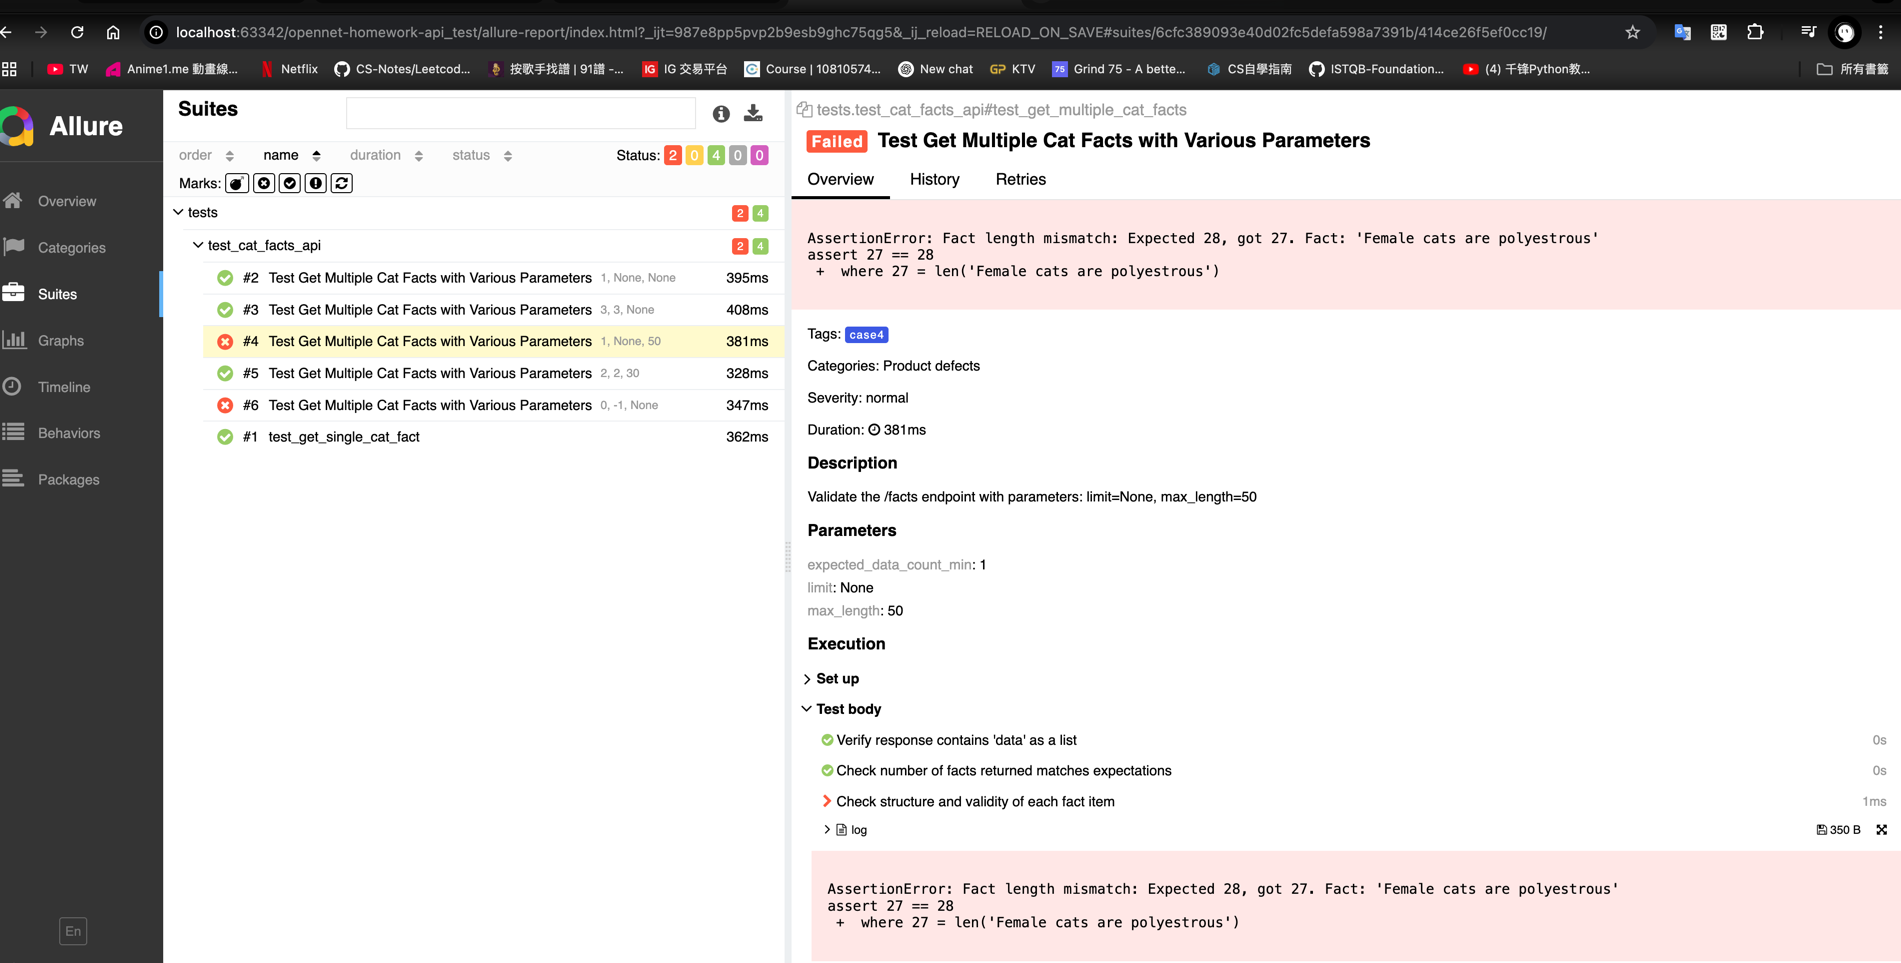 localhost:63342/opennet-homework-api_test/allure-report/index.html?_ijt=987e8pp5pvp2b9esb9ghc75qg5&_ij_reload=RELOAD_ON_SAVE#suites/6cfc389093e40d02fc5defa598a7391b/414ce26f5ef0cc19/
TW
Anime1.me 動畫線...
Netflix
CS-Notes/Leetcod...
按歌手找譜 | 91譜 -...
IG 交易平台
Course | 10810574...
New chat
GP KTV
75 Grind 75 - A bette...
CS自學指南
ISTQB-Foundation...
(4) 千锋Python教...
所有書籤
Allure
Overview
Categories
Suites
Graphs
Timeline
Behaviors
Packages
En
Suites
order
name
duration
status
Status: 2 0 4 0 0
Marks:
tests 2 4
test_cat_facts_api 2 4
#2 Test Get Multiple Cat Facts with Various Parameters 1, None, None 395ms
#3 Test Get Multiple Cat Facts with Various Parameters 3, 3, None 408ms
#4 Test Get Multiple Cat Facts with Various Parameters 1, None, 50 381ms
#5 Test Get Multiple Cat Facts with Various Parameters 2, 2, 30 328ms
#6 Test Get Multiple Cat Facts with Various Parameters 0, -1, None 347ms
#1 test_get_single_cat_fact 362ms
tests.test_cat_facts_api#test_get_multiple_cat_facts
Failed Test Get Multiple Cat Facts with Various Parameters
Overview History Retries
AssertionError: Fact length mismatch: Expected 28, got 27. Fact: 'Female cats are polyestrous'
assert 27 == 28
+ where 27 = len('Female cats are polyestrous')
Tags: case4
Categories: Product defects
Severity: normal
Duration: 381ms
Description
Validate the /facts endpoint with parameters: limit=None, max_length=50
Parameters
expected_data_count_min: 1
limit: None
max_length: 50
Execution
Set up
Test body
Verify response contains 'data' as a list 0s
Check number of facts returned matches expectations 0s
Check structure and validity of each fact item 1ms
log 350 B
AssertionError: Fact length mismatch: Expected 28, got 27. Fact: 'Female cats are polyestrous'
assert 27 == 28
+ where 27 = len('Female cats are polyestrous')